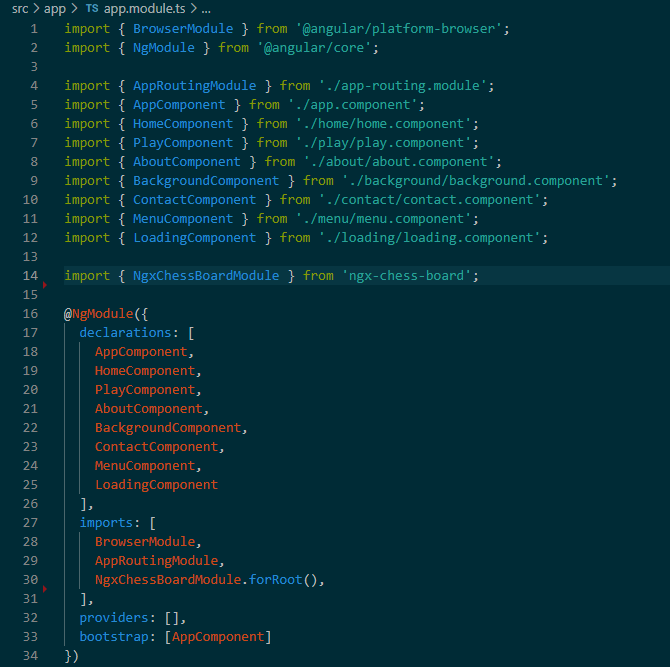 src > app > TS app.module.ts > ...
1 import { BrowserModule } from '@angular/platform-browser';
2 import { NgModule } from '@angular/core';
3
4 import { AppRoutingModule } from './app-routing.module';
5 import { AppComponent } from './app.component';
6 import { HomeComponent } from './home/home.component';
7 import { PlayComponent } from './play/play.component';
8 import { AboutComponent } from './about/about.component';
9 import { BackgroundComponent } from './background/background.component';
10 import { ContactComponent } from './contact/contact.component';
11 import { MenuComponent } from './menu/menu.component';
12 import { LoadingComponent } from './loading/loading.component';
13
14 import { NgxChessBoardModule } from 'ngx-chess-board';
15
16 @NgModule({
17   declarations: [
18     AppComponent,
19     HomeComponent,
20     PlayComponent,
21     AboutComponent,
22     BackgroundComponent,
23     ContactComponent,
24     MenuComponent,
25     LoadingComponent
26   ],
27   imports: [
28     BrowserModule,
29     AppRoutingModule,
30     NgxChessBoardModule.forRoot(),
31   ],
32   providers: [],
33   bootstrap: [AppComponent]
34 })